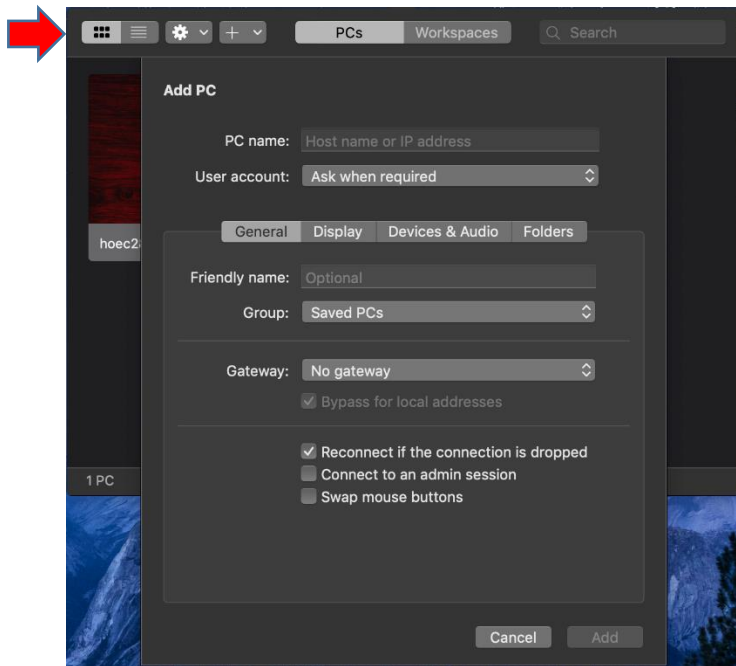 PCs Workspaces Search
Add PC
PC name: Host name or IP address
User account: Ask when required
General Display Devices & Audio Folders
hoec28
Friendly name: Optional
Group: Saved PCs
Gateway: No gateway
Bypass for local addresses
Reconnect if the connection is dropped
Connect to an admin session
Swap mouse buttons
1 PC
Cancel Add